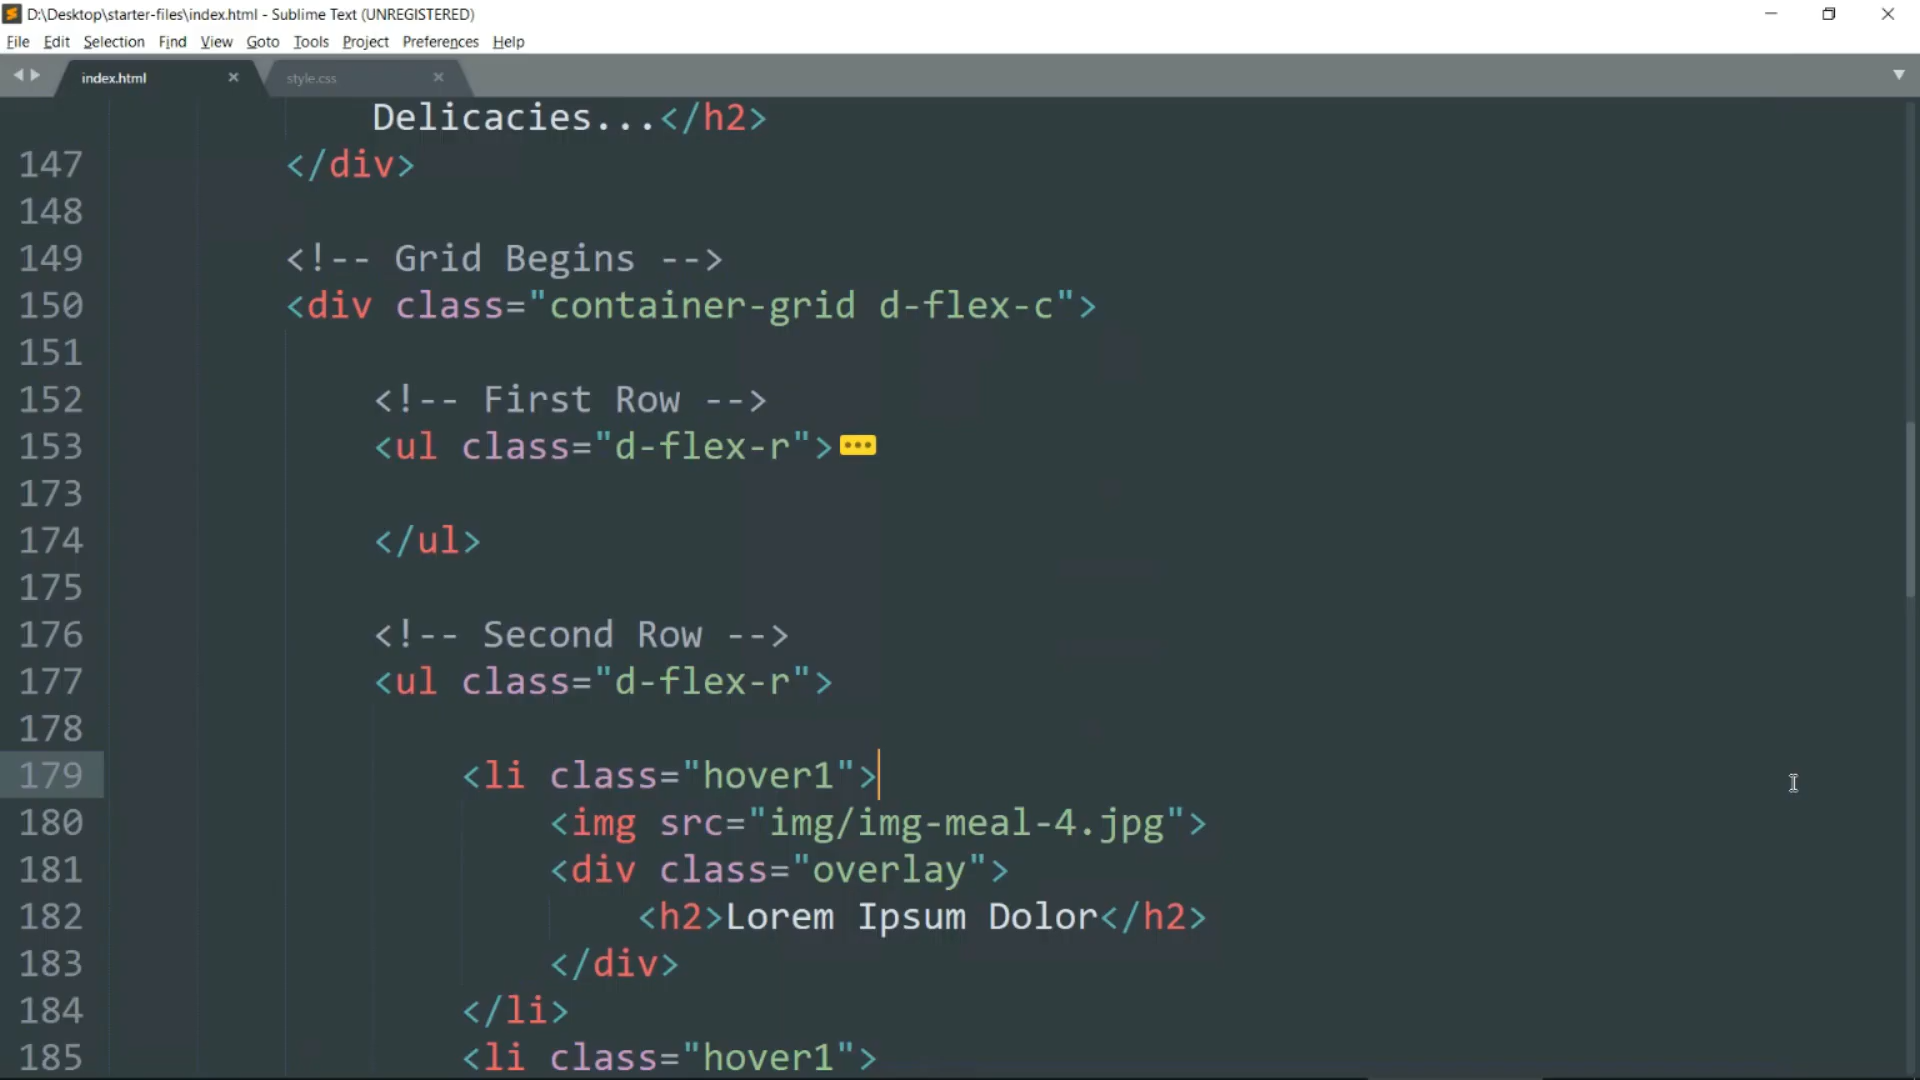 D:\Desktop\starter-files\index.html - Sublime Text (UNREGISTERED)
File Edit Selection Find View Goto Tools Project Preferences Help
index.html style.css
Delicacies...</h2>
147 </div>
148
149 <!-- Grid Begins -->
150 <div class="container-grid d-flex-c">
151
152 <!-- First Row -->
153 <ul class="d-flex-r">
173
174 </ul>
175
176 <!-- Second Row -->
177 <ul class="d-flex-r">
178
179 <li class="hover1">
180 <img src="img/img-meal-4.jpg">
181 <div class="overlay">
182 <h2>Lorem Ipsum Dolor</h2>
183 </div>
184 </li>
185 <li class="hover1">